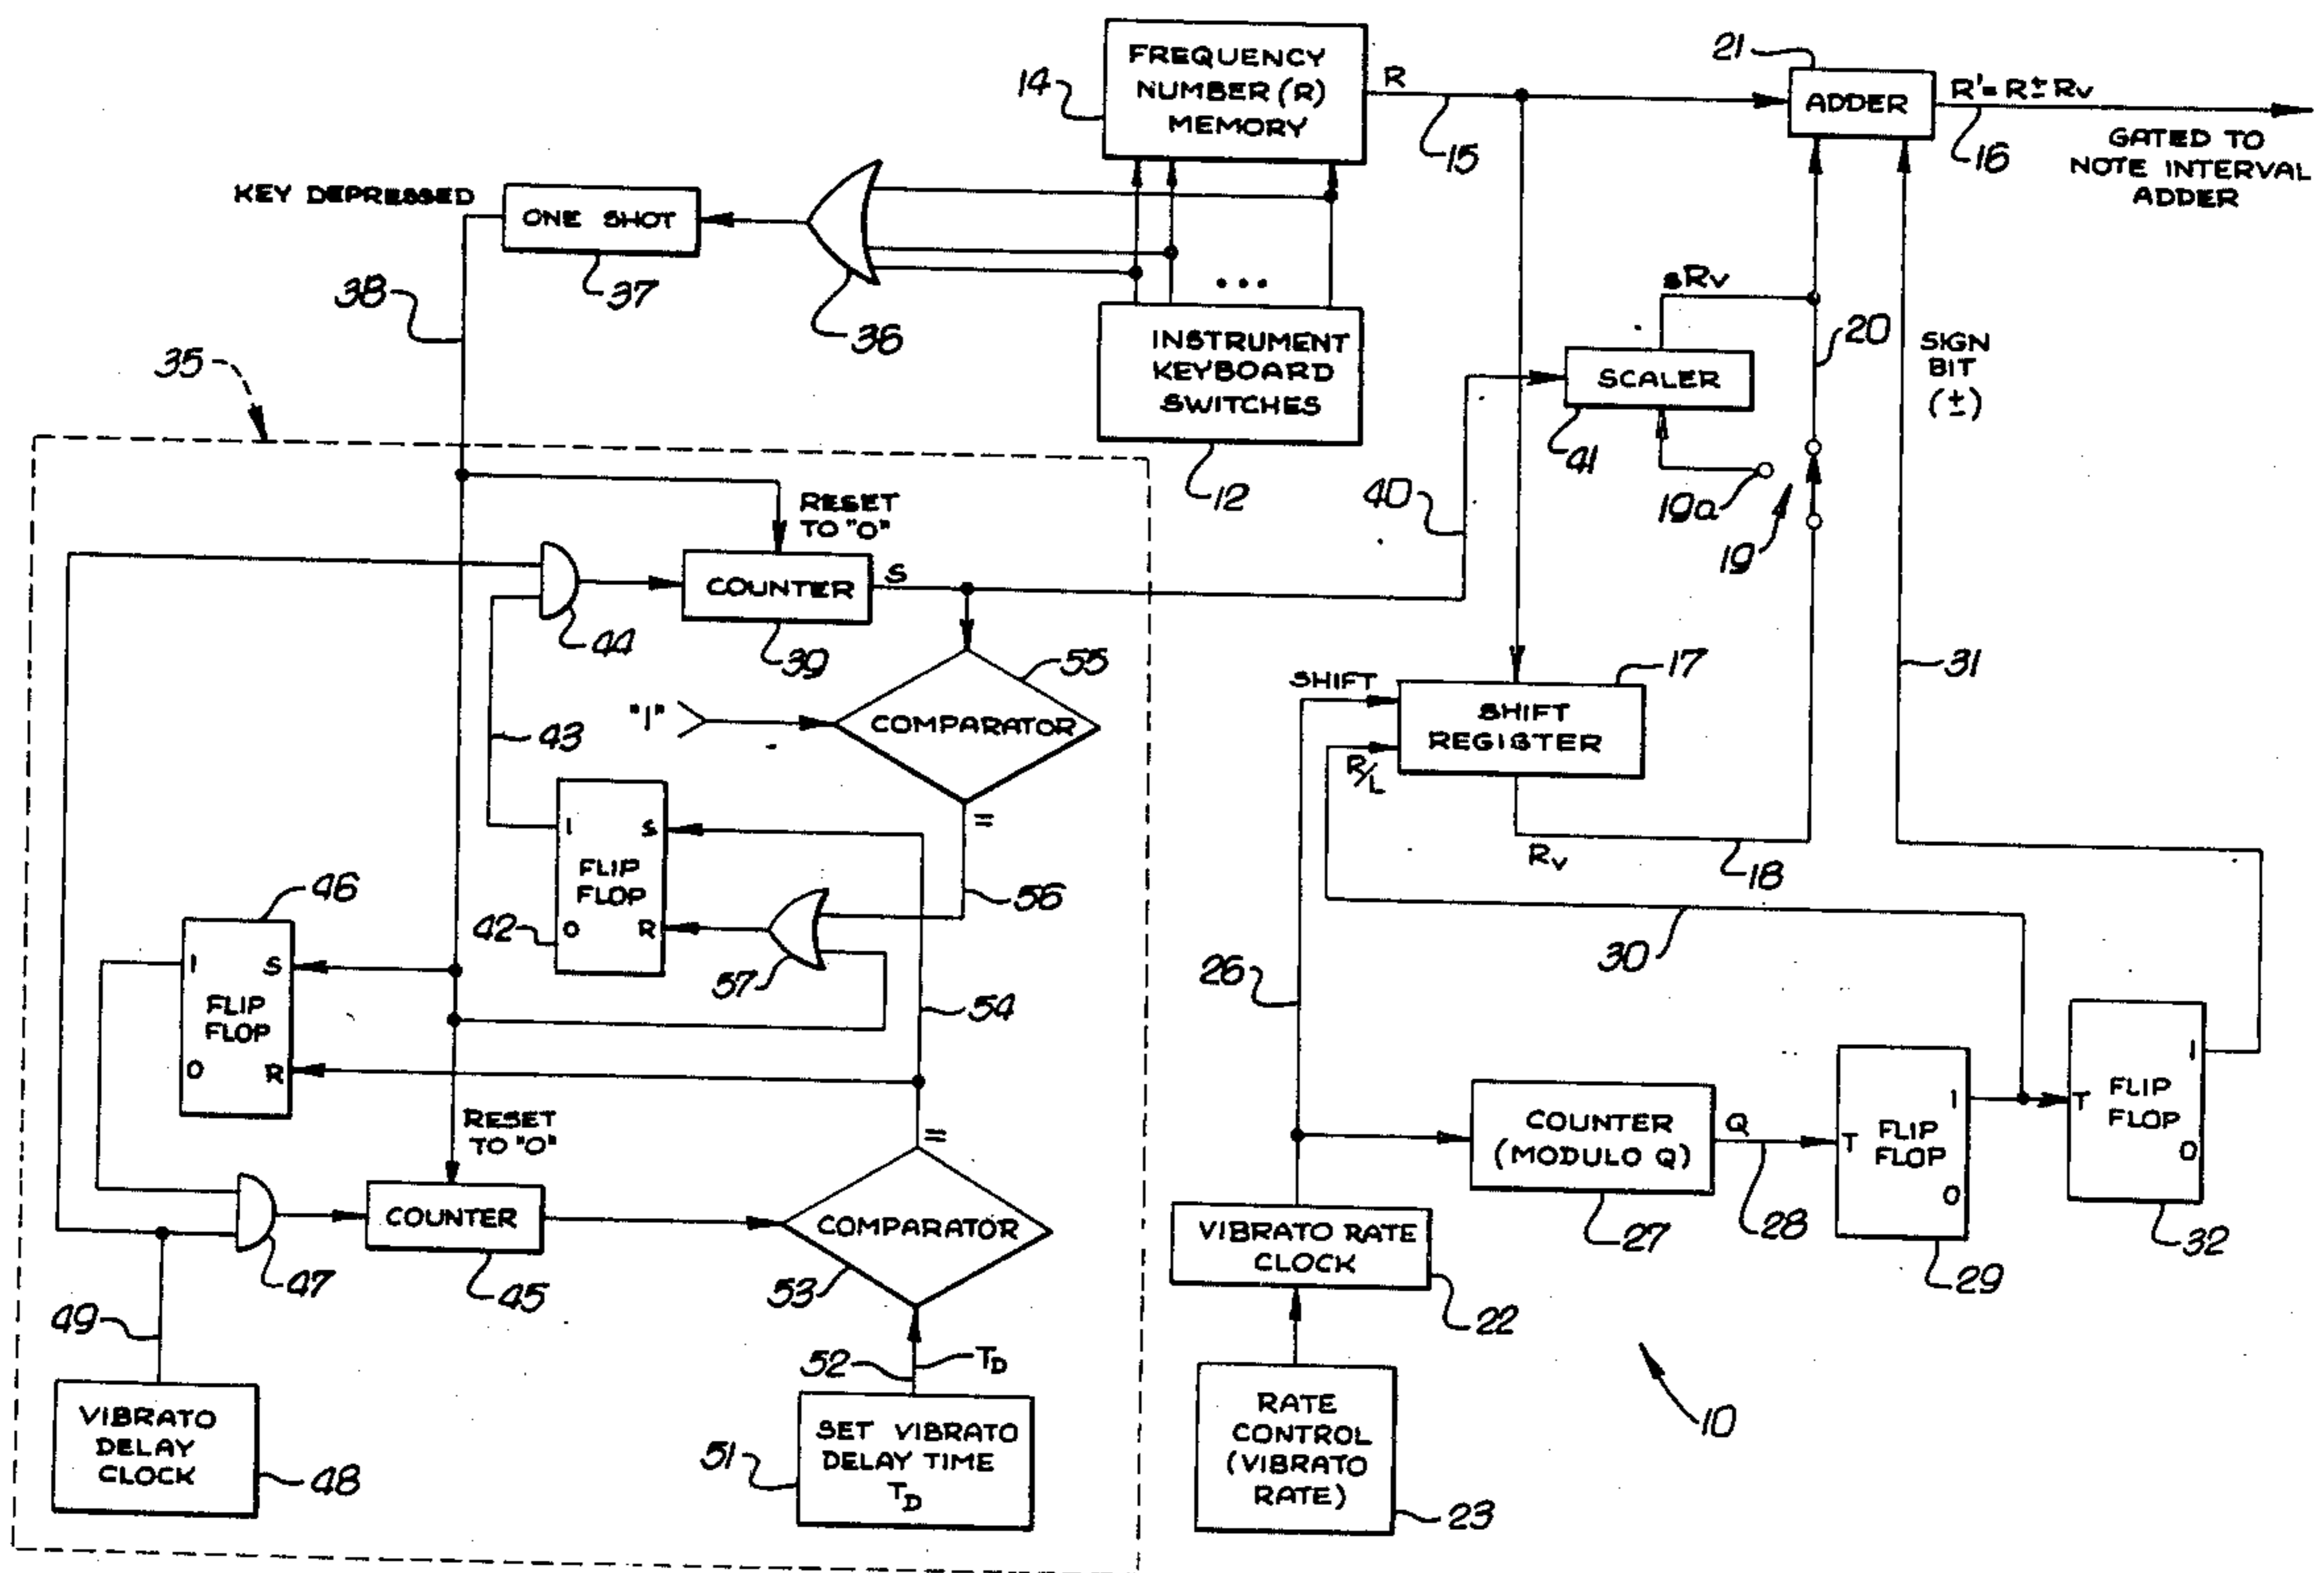 FREQUENCY
NUMBER (R)
MEMORY
14
R
15
21
ADDER
R'= R± Rv
16
GATED TO
NOTE INTERVAL
ADDER
KEY DEPRESSED
ONE SHOT
37
36
38
...
INSTRUMENT
KEYBOARD
SWITCHES
12
sRv
SCALER
41
20
SIGN
BIT
(±)
19a
19
40
35
RESET
TO "0"
COUNTER
S
39
44
43
55
"1"
COMPARATOR
=
56
SHIFT
R/L
SHIFT
REGISTER
17
Rv
18
31
30
1
S
FLIP
FLOP
0
R
42
57
54
46
1
S
FLIP
FLOP
0
R
RESET
TO "0"
COUNTER
45
47
=
COMPARATOR
53
52
TD
SET VIBRATO
DELAY TIME
TD
51
49
VIBRATO
DELAY
CLOCK
48
26
COUNTER
(MODULO Q)
27
Q
28
T
FLIP
FLOP
1
0
29
T
FLIP
FLOP
1
0
32
VIBRATO RATE
CLOCK
22
RATE
CONTROL
(VIBRATO
RATE)
23
10